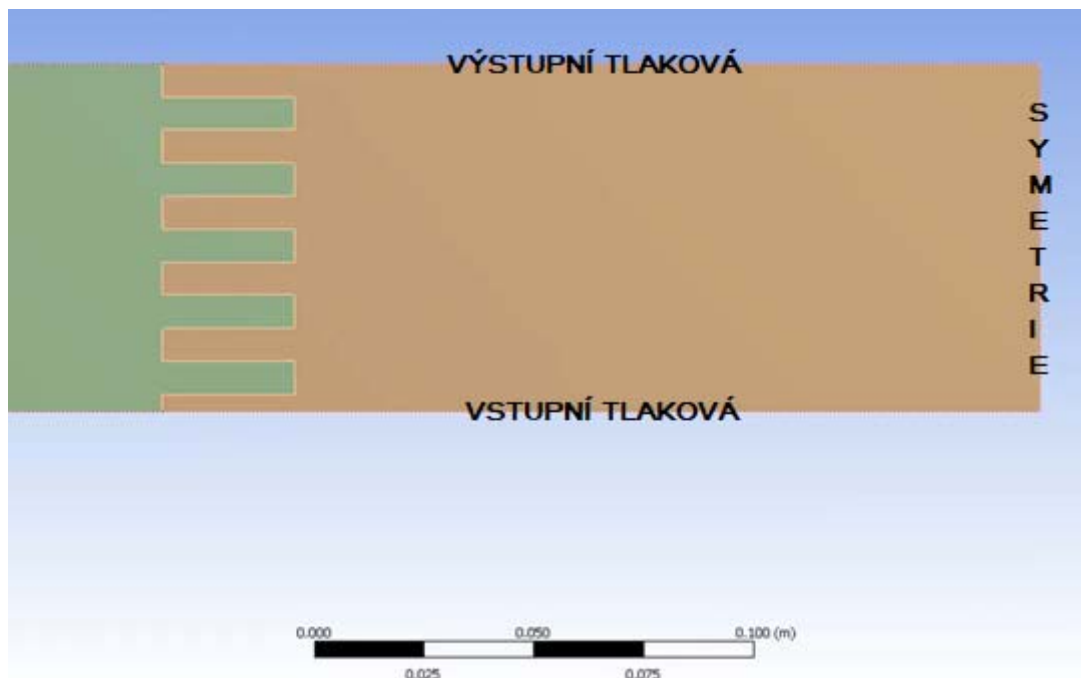 VÝSTUPNÍ TLAKOVÁ
SYMETRIE
VSTUPNÍ TLAKOVÁ
0.000 0.050 0.100 (m)
0.025 0.075